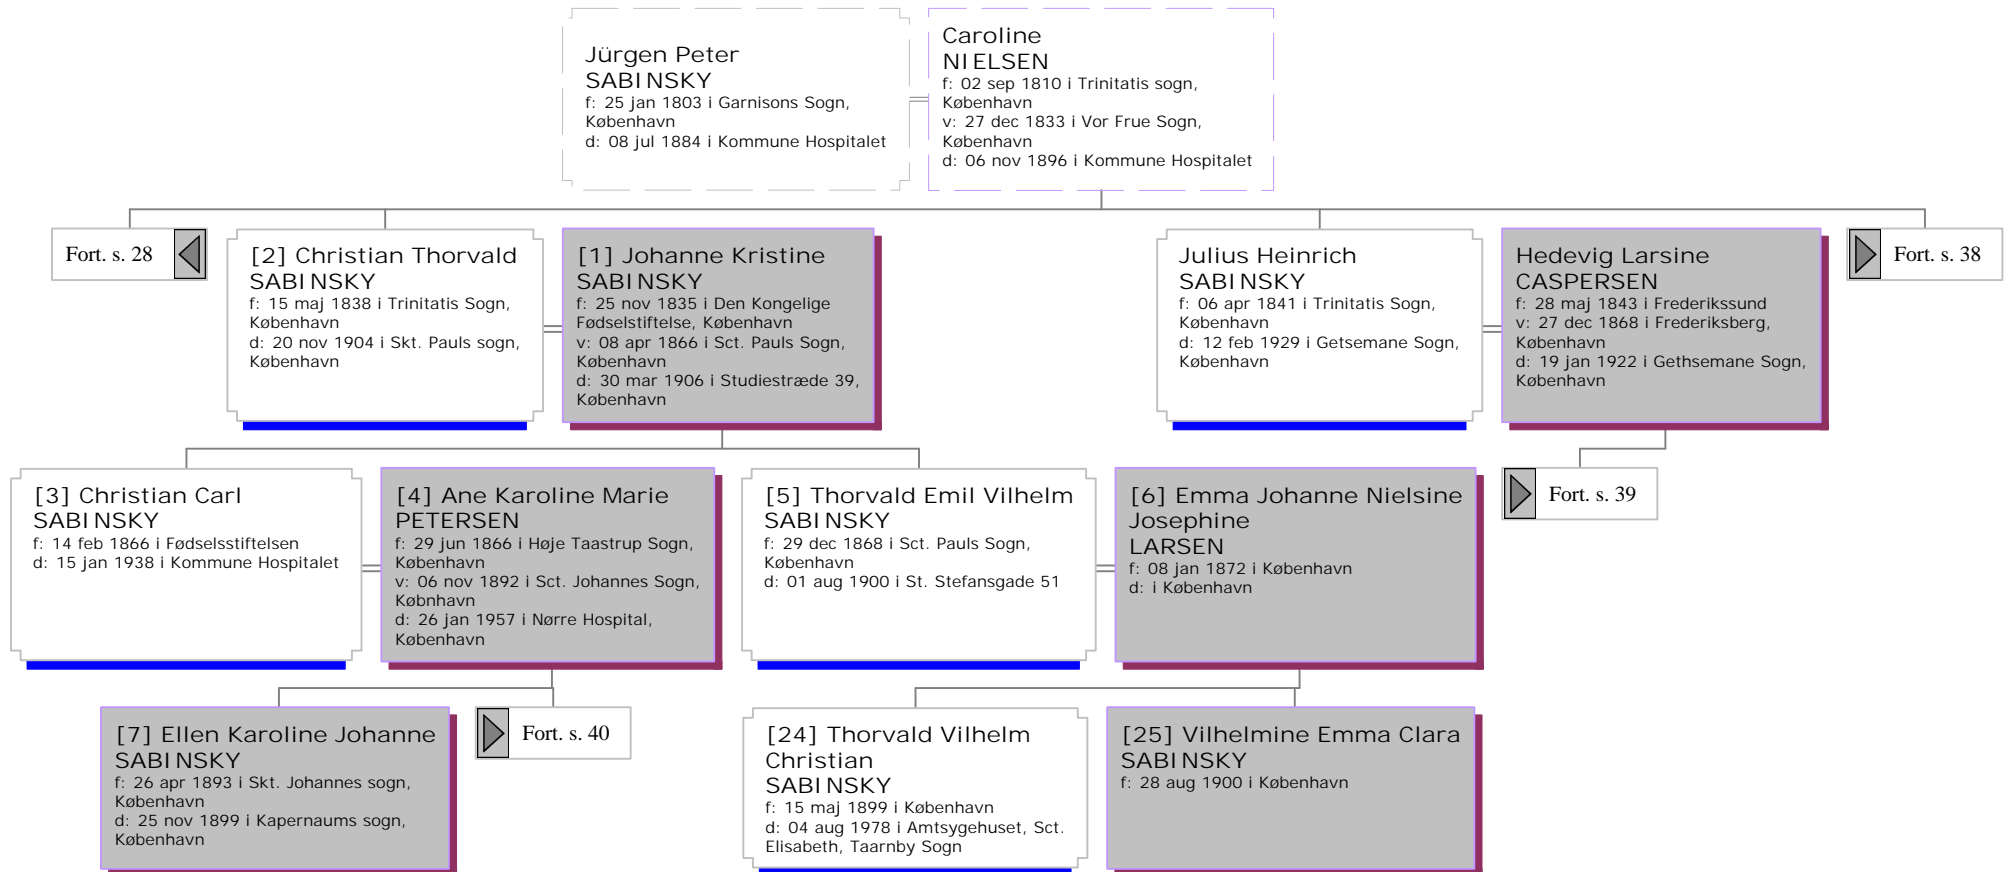 Jürgen Peter
SABINSKY
f: 25 jan 1803 i Garnisons Sogn,
København
d: 08 jul 1884 i Kommune Hospitalet
Caroline
NIELSEN
f: 02 sep 1810 i Trinitatis sogn,
København
v: 27 dec 1833 i Vor Frue Sogn,
København
d: 06 nov 1896 i Kommune Hospitalet
Fort. s. 28
[2] Christian Thorvald
SABINSKY
f: 15 maj 1838 i Trinitatis Sogn,
København
d: 20 nov 1904 i Skt. Pauls sogn,
København
[1] Johanne Kristine
SABINSKY
f: 25 nov 1835 i Den Kongelige
Fødselstiftelse, København
v: 08 apr 1866 i Sct. Pauls Sogn,
København
d: 30 mar 1906 i Studiestræde 39,
København
Julius Heinrich
SABINSKY
f: 06 apr 1841 i Trinitatis Sogn,
København
d: 12 feb 1929 i Getsemane Sogn,
København
Hedevig Larsine
CASPERSEN
f: 28 maj 1843 i Frederikssund
v: 27 dec 1868 i Frederiksberg,
København
d: 19 jan 1922 i Gethsemane Sogn,
København
Fort. s. 38
[3] Christian Carl
SABINSKY
f: 14 feb 1866 i Fødselsstiftelsen
d: 15 jan 1938 i Kommune Hospitalet
[4] Ane Karoline Marie
PETERSEN
f: 29 jun 1866 i Høje Taastrup Sogn,
København
v: 06 nov 1892 i Sct. Johannes Sogn,
Købnhavn
d: 26 jan 1957 i Nørre Hospital,
København
[5] Thorvald Emil Vilhelm
SABINSKY
f: 29 dec 1868 i Sct. Pauls Sogn,
København
d: 01 aug 1900 i St. Stefansgade 51
[6] Emma Johanne Nielsine
Josephine
LARSEN
f: 08 jan 1872 i København
d: i København
Fort. s. 39
[7] Ellen Karoline Johanne
SABINSKY
f: 26 apr 1893 i Skt. Johannes sogn,
København
d: 25 nov 1899 i Kapernaums sogn,
København
Fort. s. 40
[24] Thorvald Vilhelm
Christian
SABINSKY
f: 15 maj 1899 i København
d: 04 aug 1978 i Amtsygehuset, Sct.
Elisabeth, Taarnby Sogn
[25] Vilhelmine Emma Clara
SABINSKY
f: 28 aug 1900 i København